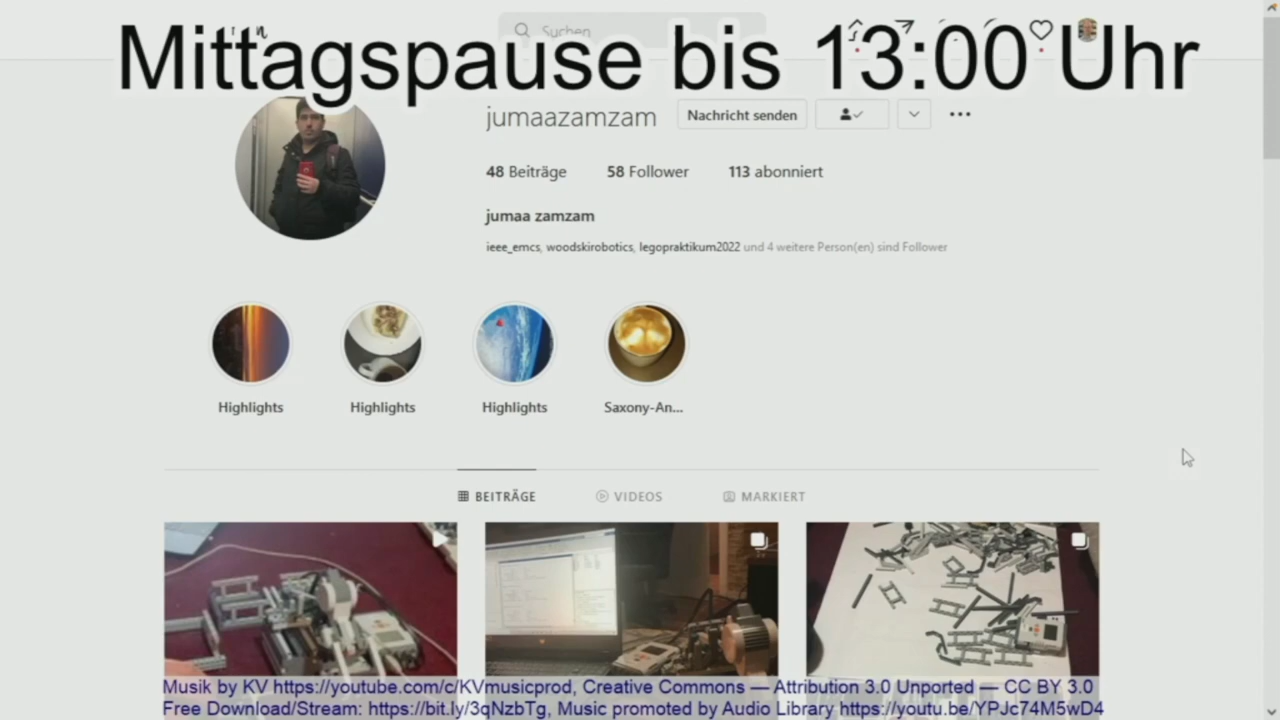 Suchen
Mittagspause bis 13:00 Uhr
jumaazamzam Nachricht senden
48 Beiträge 58 Follower 113 abonniert
jumaa zamzam
ieee_emcs, woodskirobotics, legopraktikum2022 und 4 weitere Person(en) sind Follower
Highlights Highlights Highlights Saxony-An...
BEITRÄGE VIDEOS MARKIERT
Musik by KV https://youtube.com/c/KVmusicprod, Creative Commons — Attribution 3.0 Unported — CC BY 3.0
Free Download/Stream: https://bit.ly/3qNzbTg, Music promoted by Audio Library https://youtu.be/YPJc74M5wD4